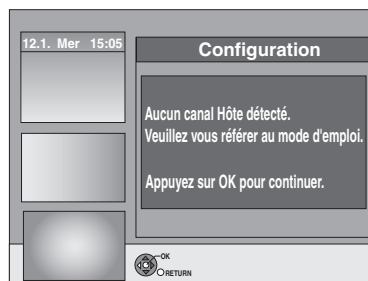 12.1. Mer 15:05
Configuration
Aucun canal Hôte détecté.
Veuillez vous référer au mode d'emploi.
Appuyez sur OK pour continuer.
OK
RETURN